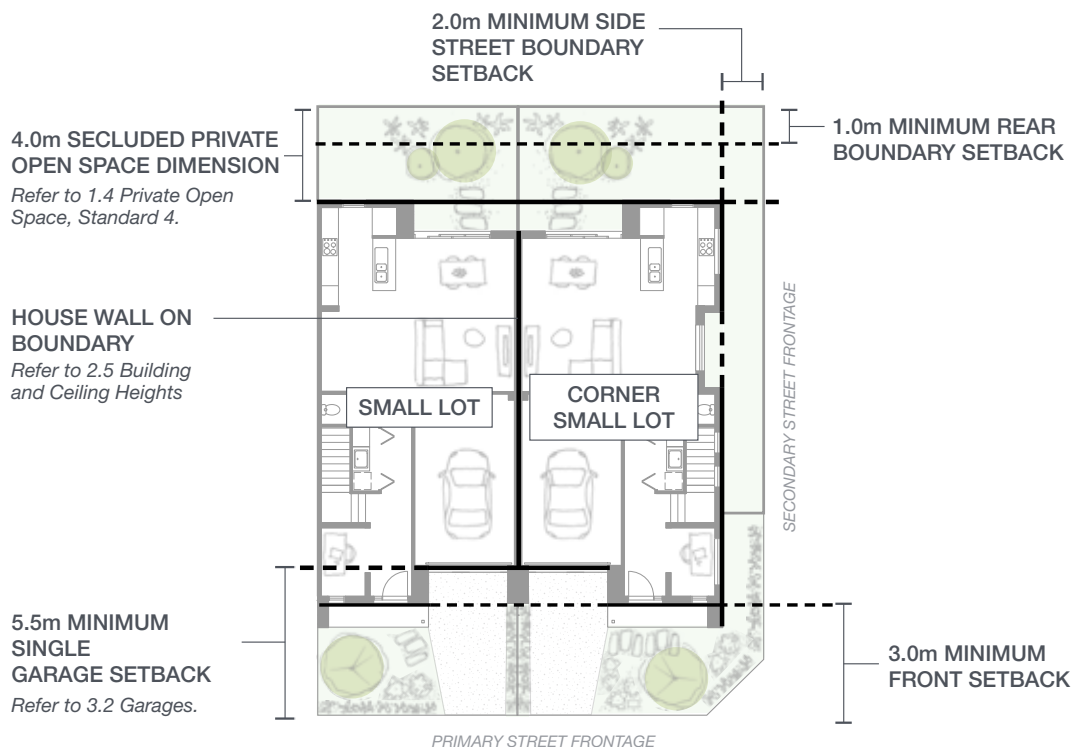 2.0m MINIMUM SIDE
STREET BOUNDARY
SETBACK
4.0m SECLUDED PRIVATE
OPEN SPACE DIMENSION
Refer to 1.4 Private Open
Space, Standard 4.
1.0m MINIMUM REAR
BOUNDARY SETBACK
HOUSE WALL ON
BOUNDARY
Refer to 2.5 Building
and Ceiling Heights
SMALL LOT
CORNER
SMALL LOT
SECONDARY STREET FRONTAGE
5.5m MINIMUM
SINGLE
GARAGE SETBACK
Refer to 3.2 Garages.
3.0m MINIMUM
FRONT SETBACK
PRIMARY STREET FRONTAGE